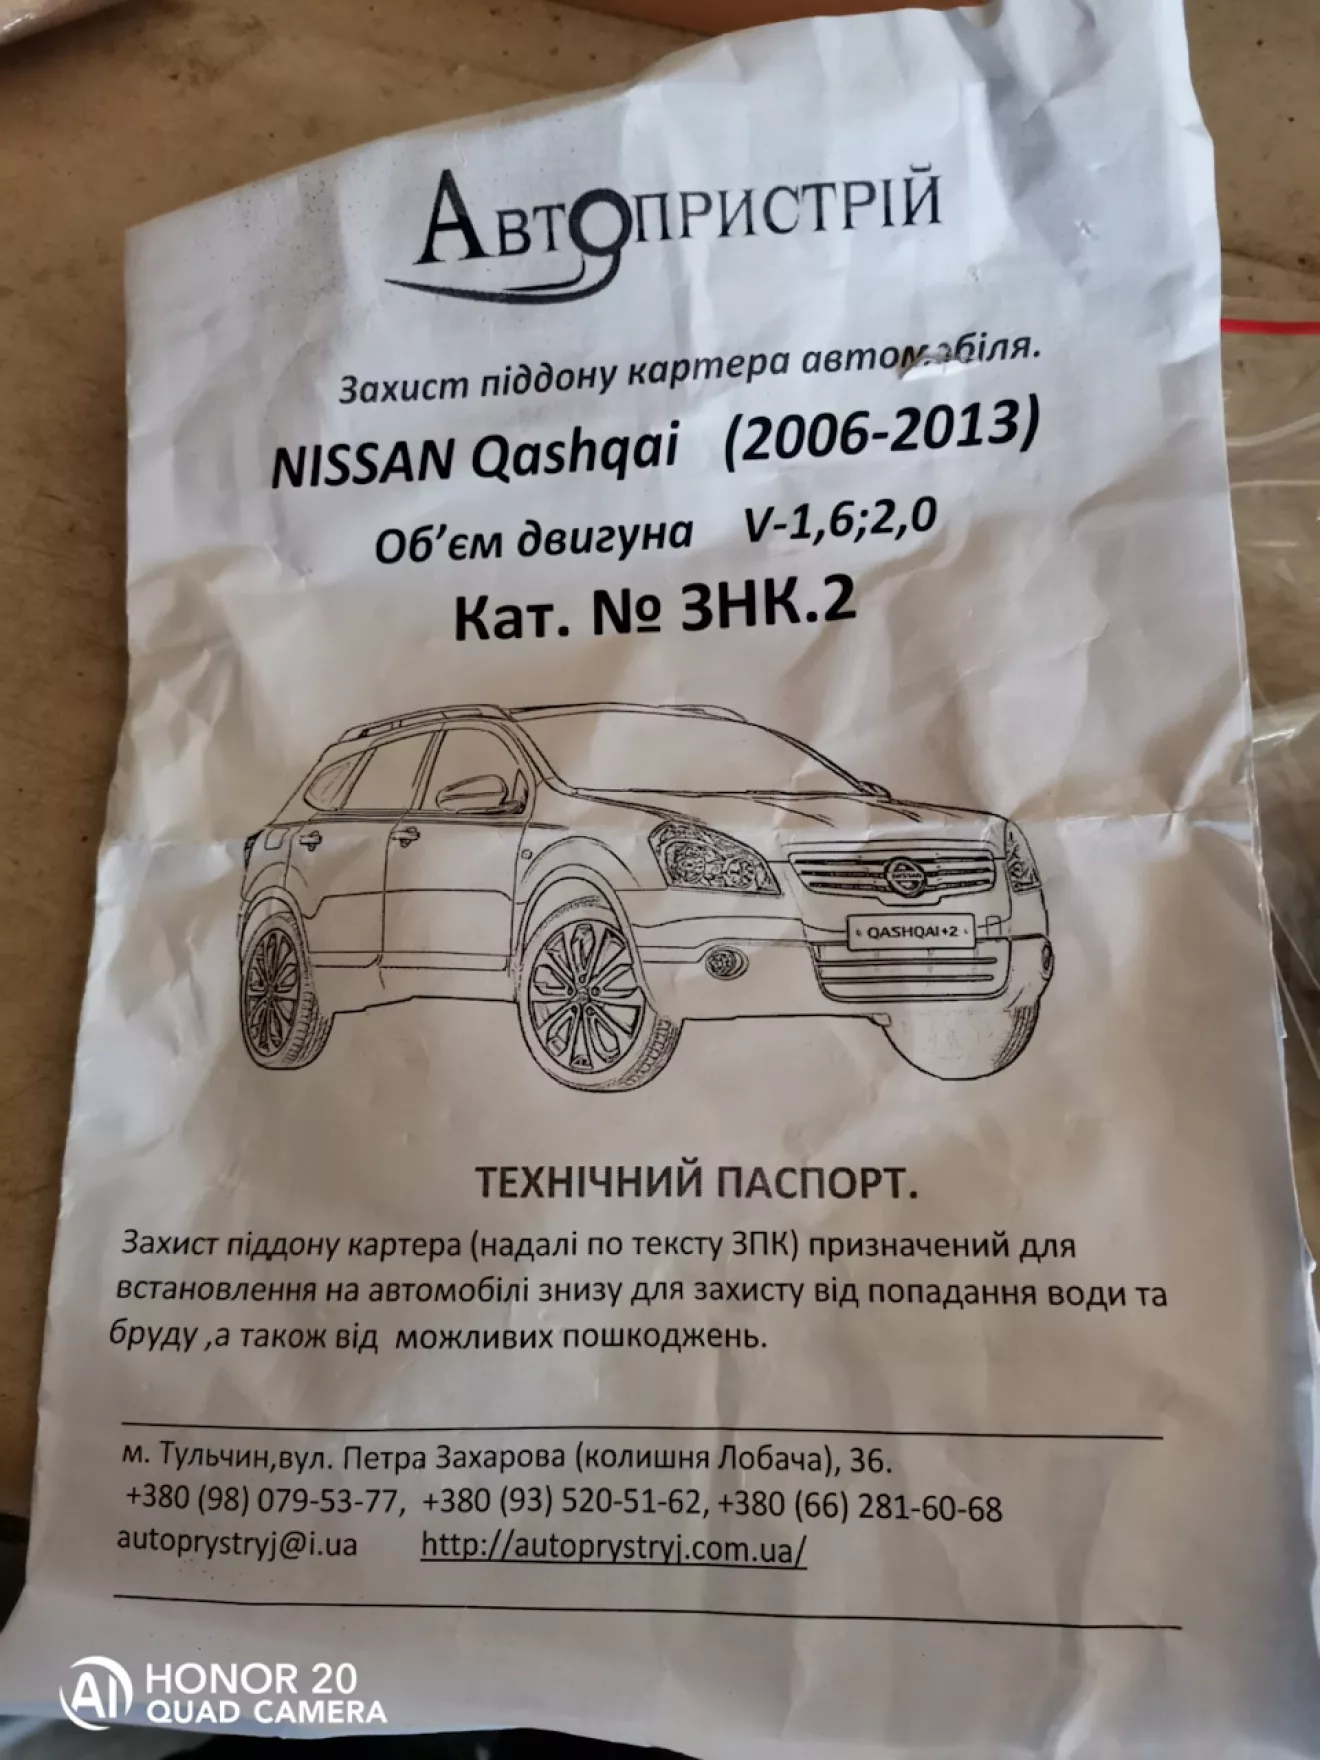 АВТОПРИСТРІЙ
Захист піддону картера автомобіля.
NISSAN Qashqai (2006-2013)
Об’єм двигуна V-1,6;2,0
Кат. № ЗНК.2
QASHQAI+2
ТЕХНІЧНИЙ ПАСПОРТ.
Захист піддону картера (надалі по тексту ЗПК) призначений для
встановлення на автомобілі знизу для захисту від попадання води та
бруду ,а також від можливих пошкоджень.
м. Тульчин,вул. Петра Захарова (колишня Лобача), 36.
+380 (98) 079-53-77, +380 (93) 520-51-62, +380 (66) 281-60-68
autoprystryj@i.ua http://autoprystryj.com.ua/
AI HONOR 20
QUAD CAMERA